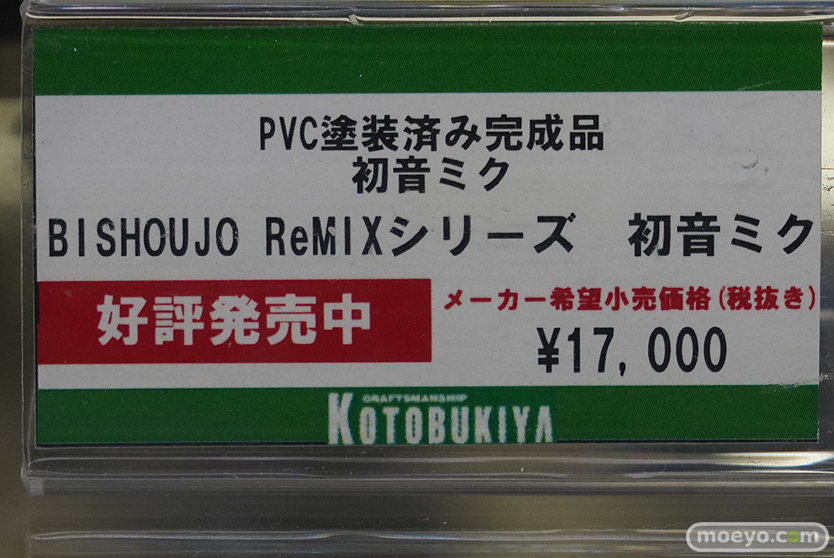 PVC塗装済み完成品
初音ミク
BISHOUJO ReMIXシリーズ　初音ミク
好評発売中
メーカー希望小売価格(税抜き)
¥17,000
CRAFTSMANSHIP
KOTOBUKIYA
moeyo.com